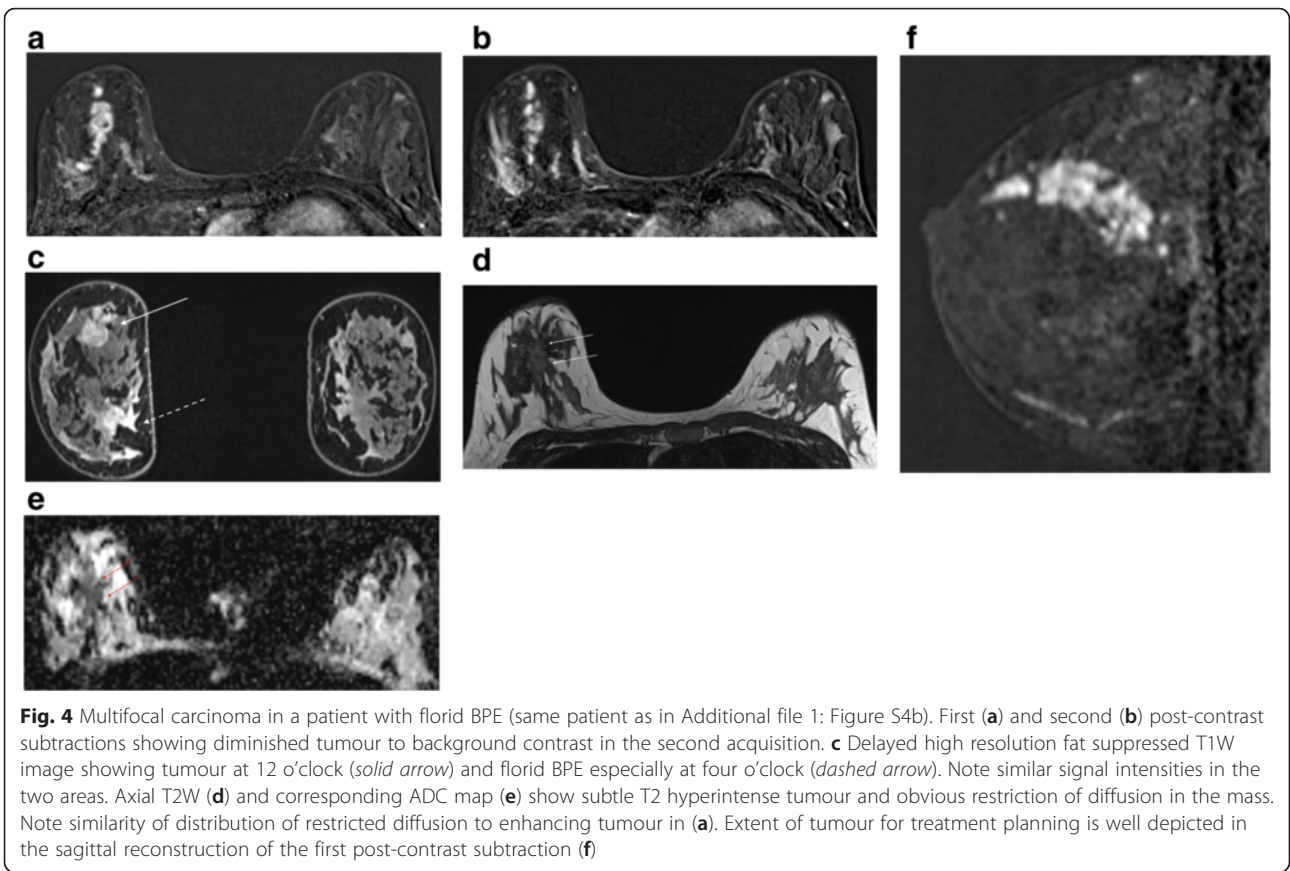 a
b
f
c
d
e
Fig. 4 Multifocal carcinoma in a patient with florid BPE (same patient as in Additional file 1: Figure S4b). First (a) and second (b) post-contrast
subtractions showing diminished tumour to background contrast in the second acquisition. c Delayed high resolution fat suppressed T1W
image showing tumour at 12 o’clock (solid arrow) and florid BPE especially at four o’clock (dashed arrow). Note similar signal intensities in the
two areas. Axial T2W (d) and corresponding ADC map (e) show subtle T2 hyperintense tumour and obvious restriction of diffusion in the mass.
Note similarity of distribution of restricted diffusion to enhancing tumour in (a). Extent of tumour for treatment planning is well depicted in
the sagittal reconstruction of the first post-contrast subtraction (f)